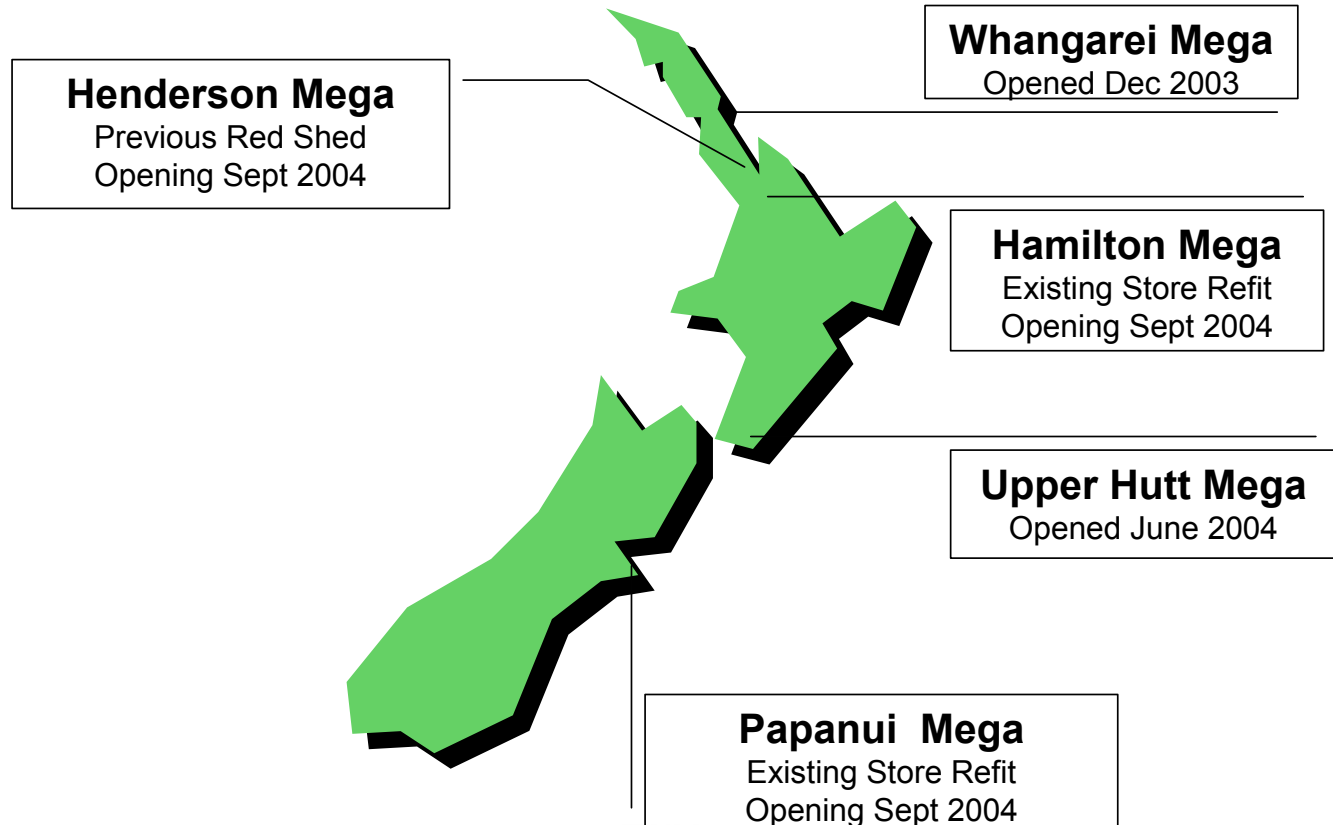 Whangarei Mega
Opened Dec 2003
Henderson Mega
Previous Red Shed
Opening Sept 2004
Hamilton Mega
Existing Store Refit
Opening Sept 2004
Upper Hutt Mega
Opened June 2004
Papanui  Mega
Existing Store Refit
Opening Sept 2004